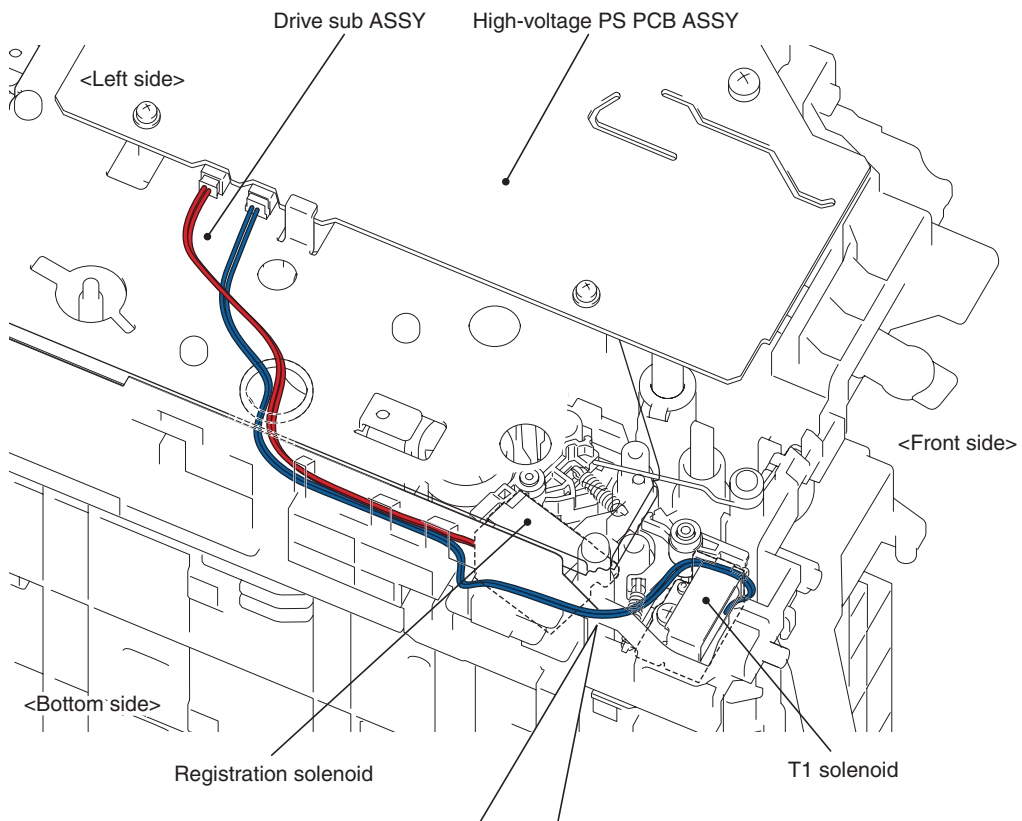 Drive sub ASSY
High-voltage PS PCB ASSY
<Left side>
<Front side>
<Bottom side>
Registration solenoid
T1 solenoid